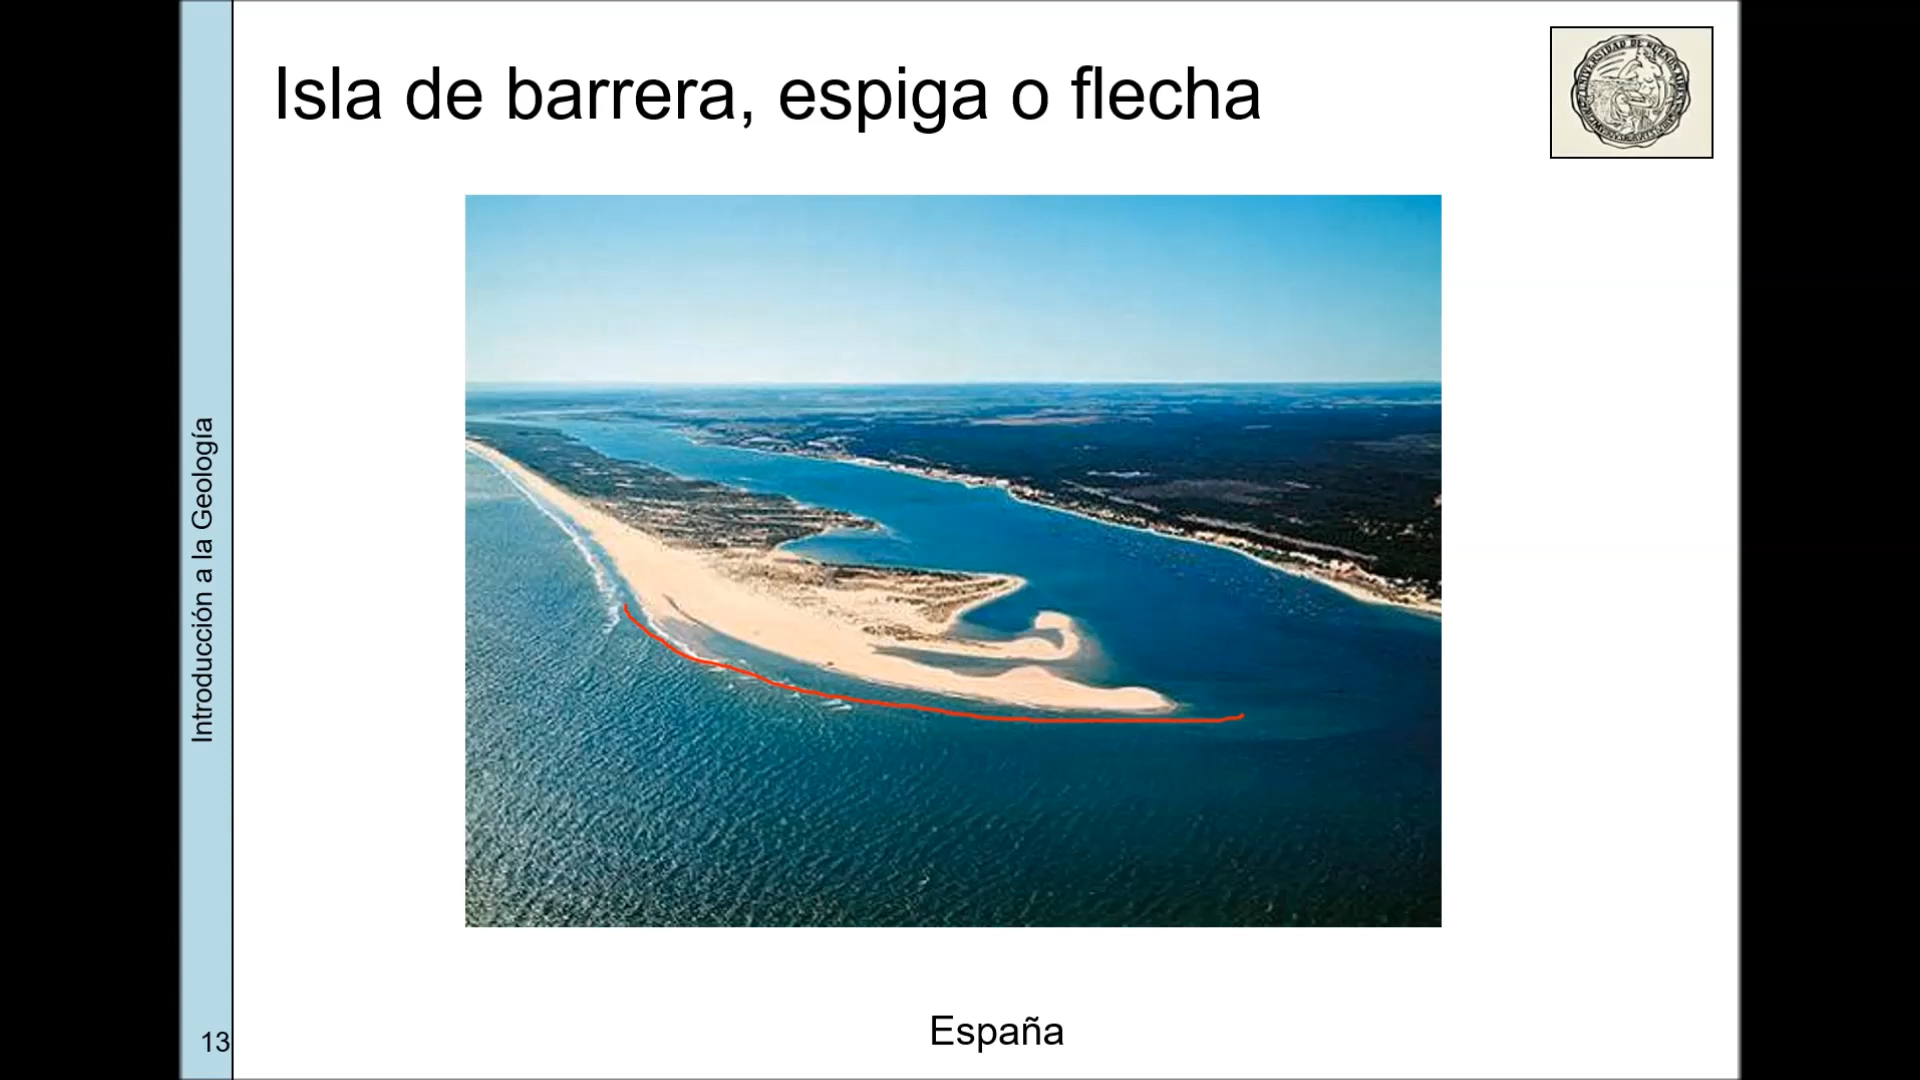 Isla de barrera, espiga o flecha
Introducción a la Geología
España
13